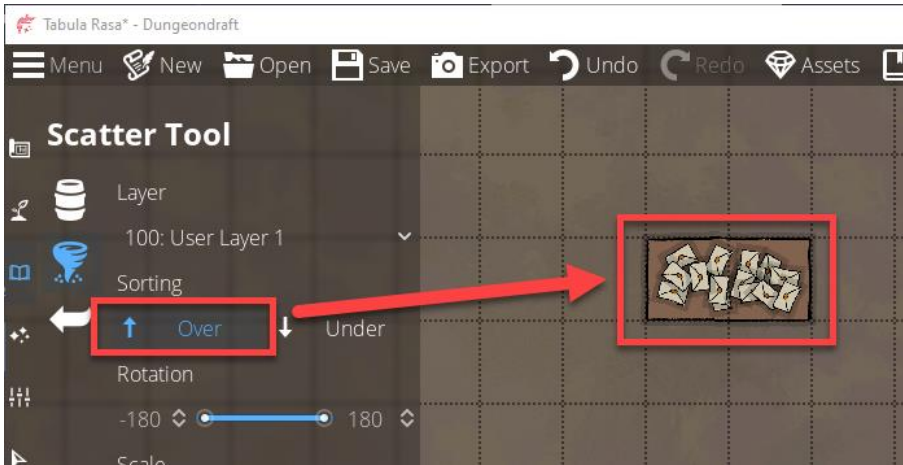 Tabula Rasa* - Dungeondraft
Menu New Open Save Export Undo Redo Assets
Scatter Tool
Layer
100: User Layer 1
Sorting
Over Under
Rotation
-180 180
Scale